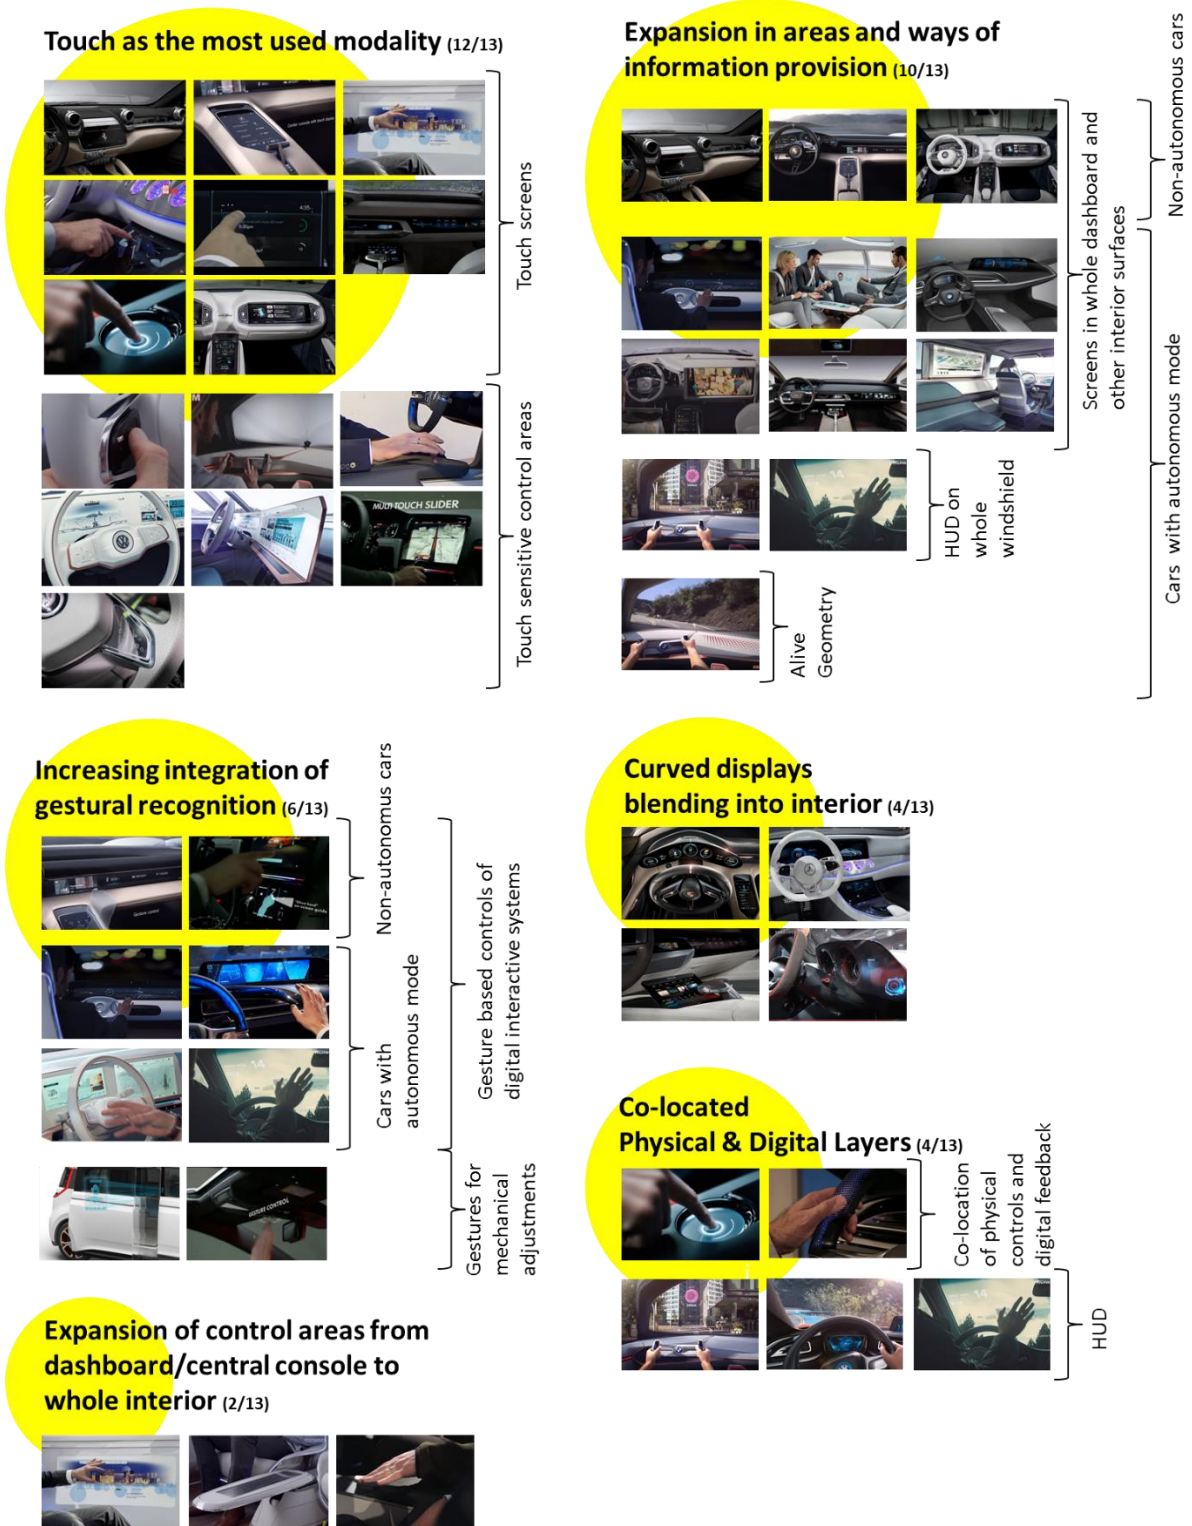 Touch as the most used modality (12/13)
Touch screens
MULTI TOUCH SLIDER
Touch sensitive control areas
Expansion in areas and ways of
information provision (10/13)
Non-autonomous cars
Screens in whole dashboard and
other interior surfaces
Cars with autonomous mode
HUD on
whole
windshield
Alive
Geometry
Increasing integration of
gestural recognition (6/13)
Non-autonomus cars
Cars with
autonomous mode
Gesture based controls of
digital interactive systems
GESTURE CONTROL
Gestures for
mechanical
adjustments
Curved displays
blending into interior (4/13)
Co-located
Physical & Digital Layers (4/13)
Co-location
of physical
controls and
digital feedback
HUD
Expansion of control areas from
dashboard/central console to
whole interior (2/13)